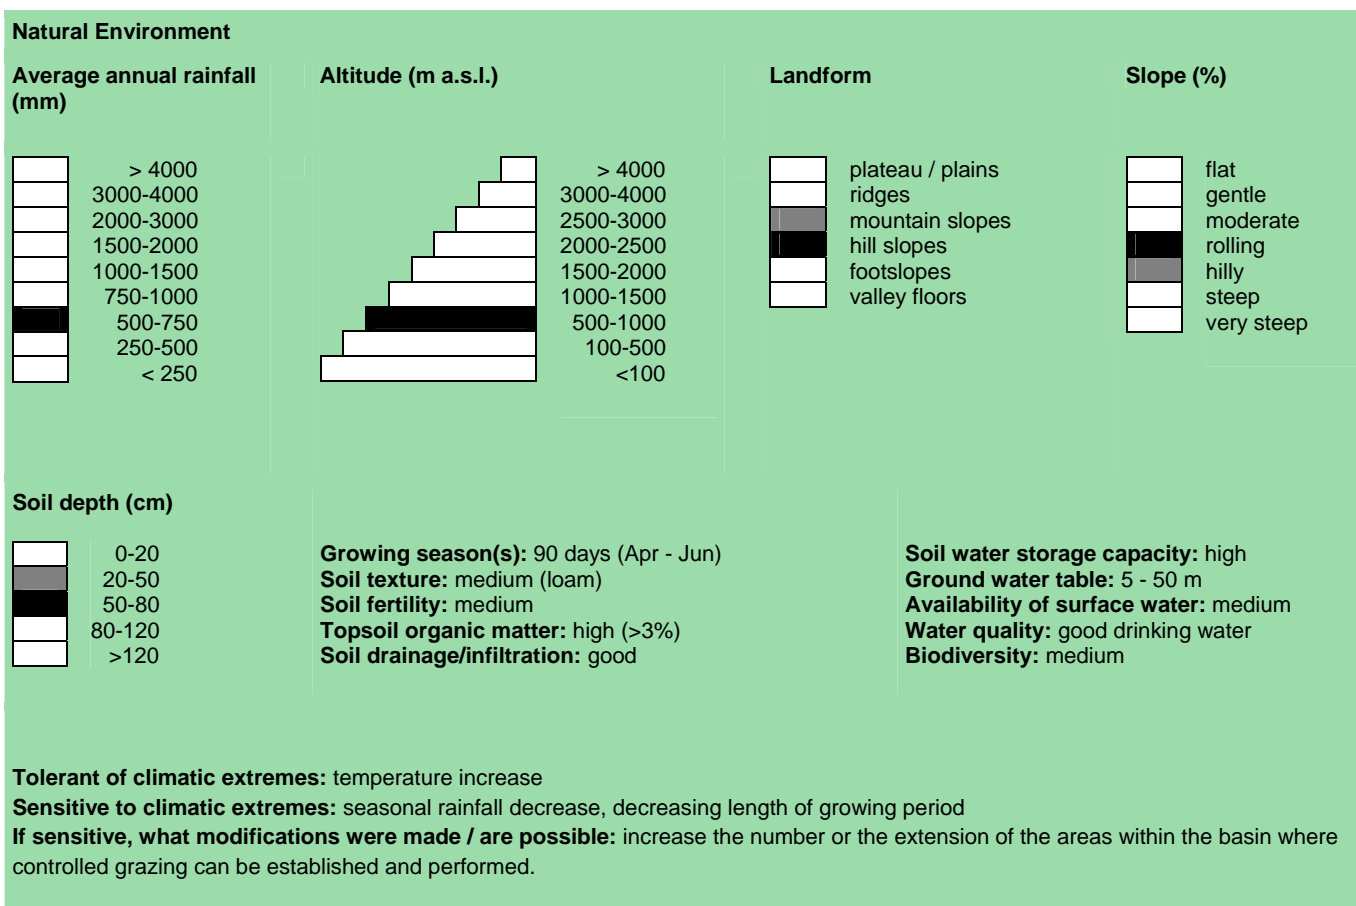 Natural Environment
Average annual rainfall (mm)
> 4000
3000-4000
2000-3000
1500-2000
1000-1500
750-1000
500-750
250-500
< 250
Altitude (m a.s.l.)
> 4000
3000-4000
2500-3000
2000-2500
1500-2000
1000-1500
500-1000
100-500
<100
Landform
plateau / plains
ridges
mountain slopes
hill slopes
footslopes
valley floors
Slope (%)
flat
gentle
moderate
rolling
hilly
steep
very steep
Soil depth (cm)
0-20
20-50
50-80
80-120
>120
Growing season(s): 90 days (Apr - Jun)
Soil texture: medium (loam)
Soil fertility: medium
Topsoil organic matter: high (>3%)
Soil drainage/infiltration: good
Soil water storage capacity: high
Ground water table: 5 - 50 m
Availability of surface water: medium
Water quality: good drinking water
Biodiversity: medium
Tolerant of climatic extremes: temperature increase
Sensitive to climatic extremes: seasonal rainfall decrease, decreasing length of growing period
If sensitive, what modifications were made / are possible: increase the number or the extension of the areas within the basin where
controlled grazing can be established and performed.